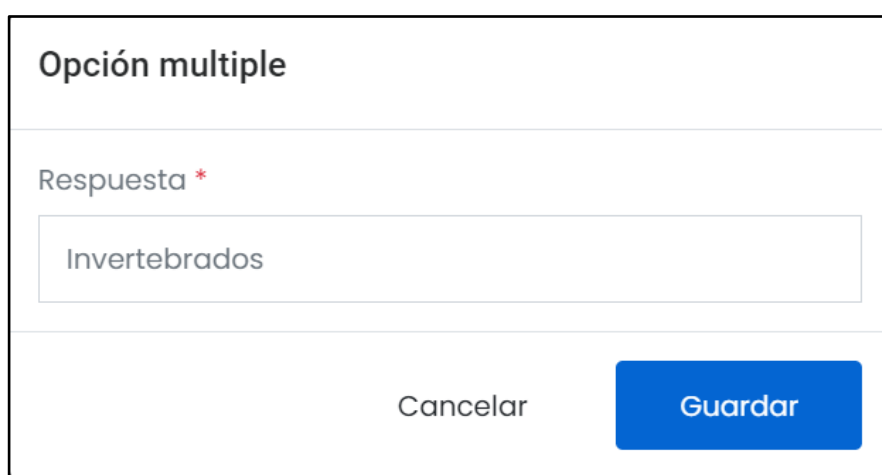 Opción multiple
Respuesta *
Invertebrados
Cancelar Guardar